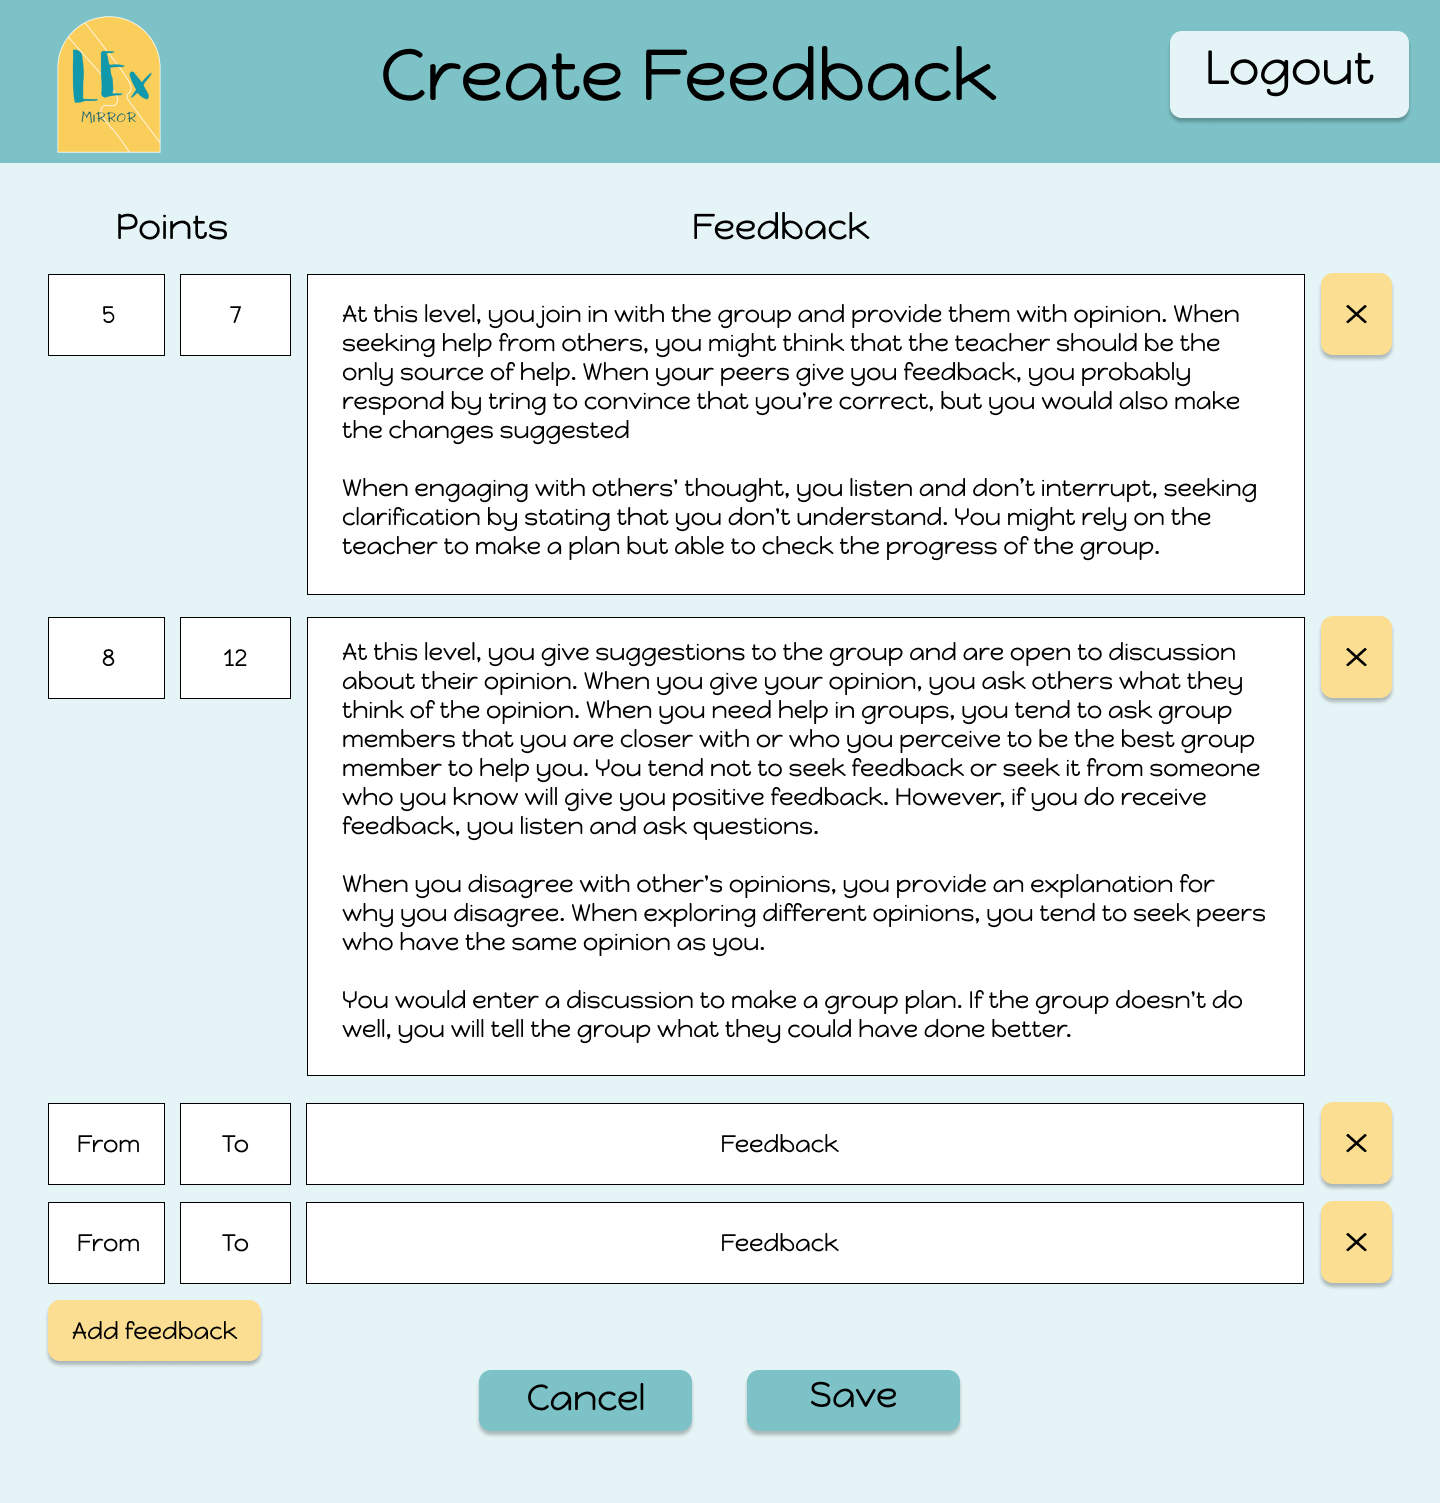 LEx
MIRROR
Create Feedback
Logout
Points
Feedback
5
7
At this level, you join in with the group and provide them with opinion. When
seeking help from others, you might think that the teacher should be the
only source of help. When your peers give you feedback, you probably
respond by tring to convince that you're correct, but you would also make
the changes suggested
When engaging with others' thought, you listen and don't interrupt, seeking
clarification by stating that you don't understand. You might rely on the
teacher to make a plan but able to check the progress of the group.
X
8
12
At this level, you give suggestions to the group and are open to discussion
about their opinion. When you give your opinion, you ask others what they
think of the opinion. When you need help in groups, you tend to ask group
members that you are closer with or who you perceive to be the best group
member to help you. You tend not to seek feedback or seek it from someone
who you know will give you positive feedback. However, if you do receive
feedback, you listen and ask questions.
When you disagree with other's opinions, you provide an explanation for
why you disagree. When exploring different opinions, you tend to seek peers
who have the same opinion as you.
You would enter a discussion to make a group plan. If the group doesn't do
well, you will tell the group what they could have done better.
X
From
To
Feedback
X
From
To
Feedback
X
Add feedback
Cancel
Save